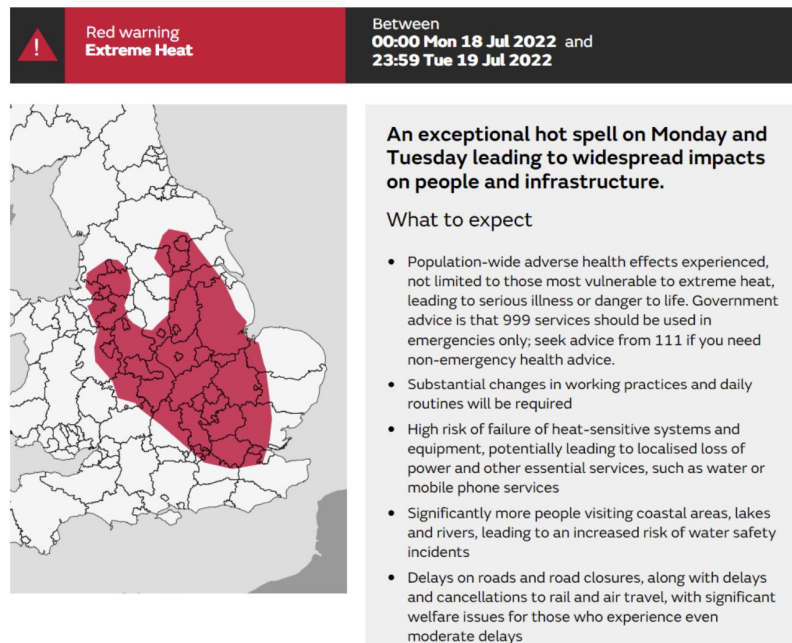 Red warning
Extreme Heat
Between
00:00 Mon 18 Jul 2022 and
23:59 Tue 19 Jul 2022
An exceptional hot spell on Monday and
Tuesday leading to widespread impacts
on people and infrastructure.
What to expect
• Population-wide adverse health effects experienced,
not limited to those most vulnerable to extreme heat,
leading to serious illness or danger to life. Government
advice is that 999 services should be used in
emergencies only; seek advice from 111 if you need
non-emergency health advice.
• Substantial changes in working practices and daily
routines will be required
• High risk of failure of heat-sensitive systems and
equipment, potentially leading to localised loss of
power and other essential services, such as water or
mobile phone services
• Significantly more people visiting coastal areas, lakes
and rivers, leading to an increased risk of water safety
incidents
• Delays on roads and road closures, along with delays
and cancellations to rail and air travel, with significant
welfare issues for those who experience even
moderate delays